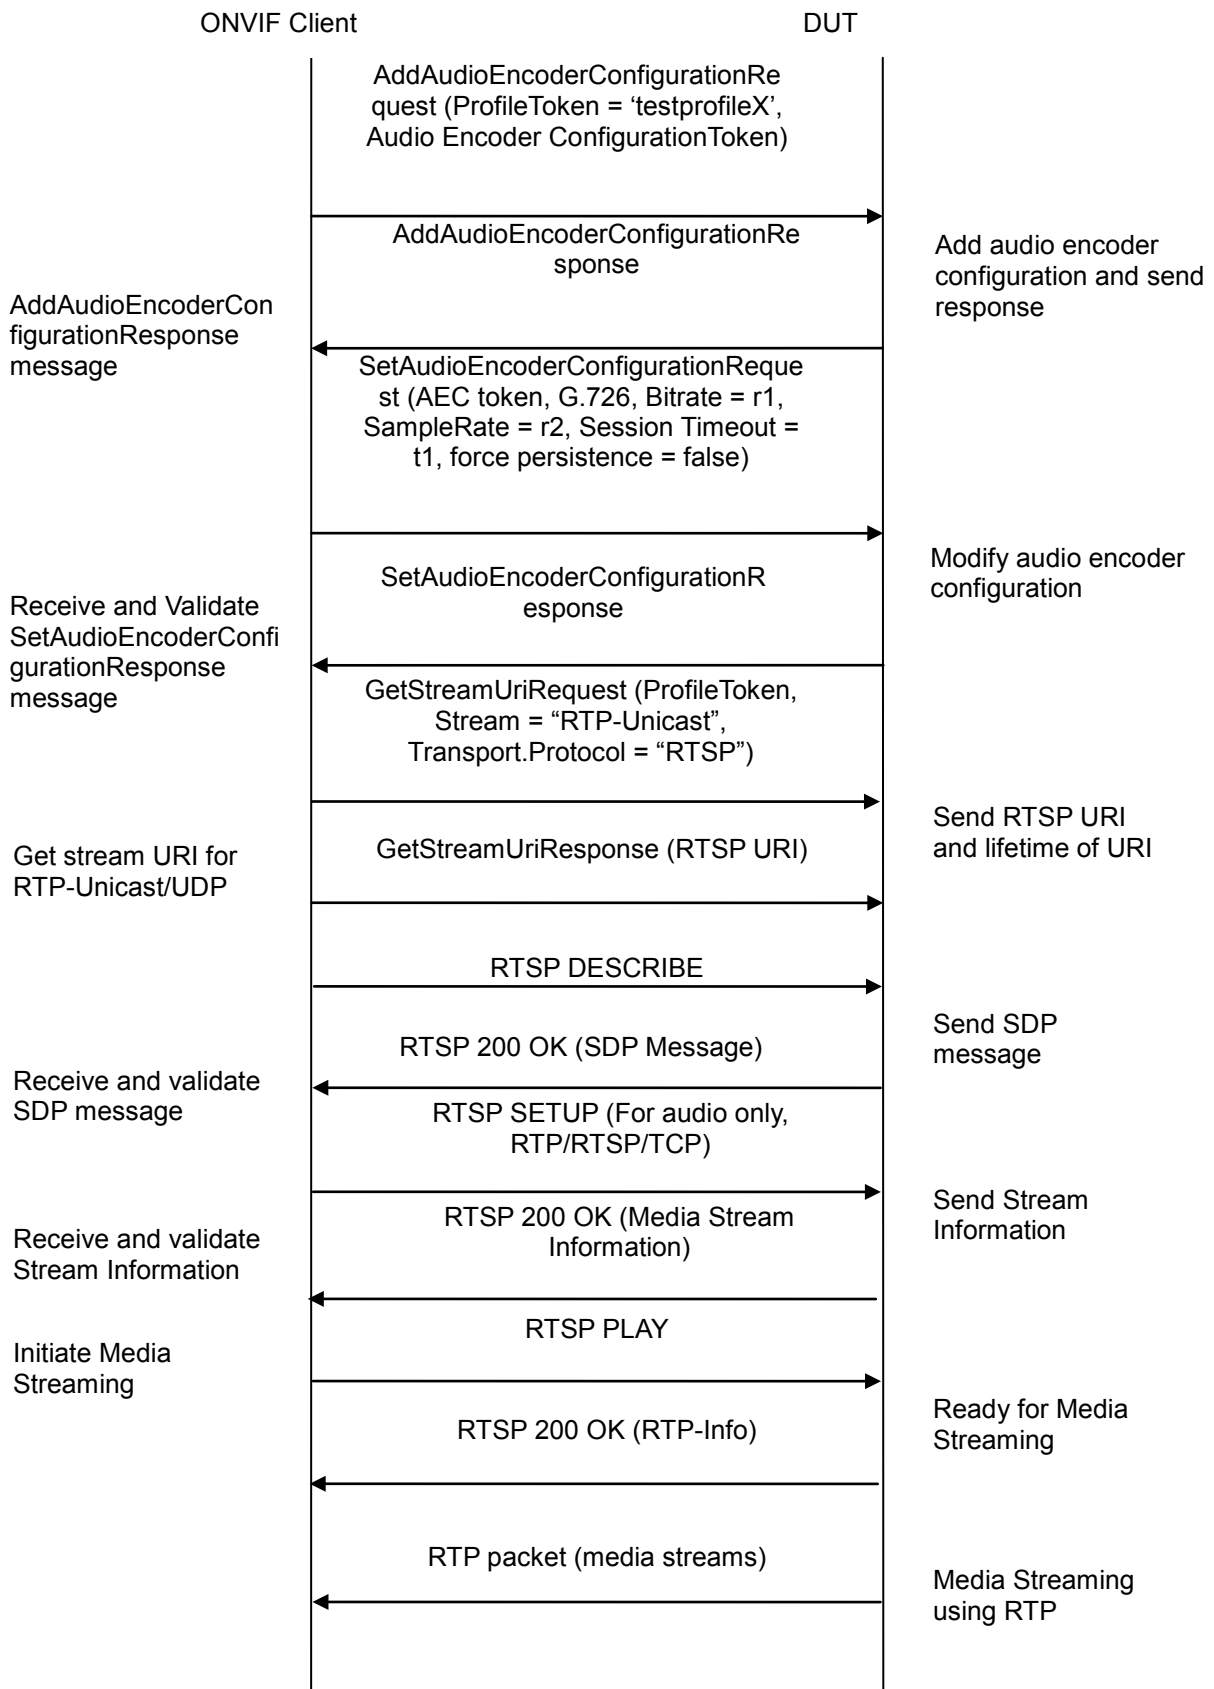 ONVIF Client
DUT
AddAudioEncoderConfigurationRe
quest (ProfileToken = ‘testprofileX’,
Audio Encoder ConfigurationToken)
AddAudioEncoderConfigurationRe
sponse
Add audio encoder
configuration and send
response
AddAudioEncoderCon
figurationResponse
message
SetAudioEncoderConfigurationReque
st (AEC token, G.726, Bitrate = r1,
SampleRate = r2, Session Timeout =
t1, force persistence = false)
Modify audio encoder
configuration
SetAudioEncoderConfigurationR
esponse
Receive and Validate
SetAudioEncoderConfi
gurationResponse
message
GetStreamUriRequest (ProfileToken,
Stream = “RTP-Unicast”,
Transport.Protocol = “RTSP”)
Send RTSP URI
and lifetime of URI
GetStreamUriResponse (RTSP URI)
Get stream URI for
RTP-Unicast/UDP
RTSP DESCRIBE
Send SDP
message
RTSP 200 OK (SDP Message)
Receive and validate
SDP message
RTSP SETUP (For audio only,
RTP/RTSP/TCP)
Send Stream
Information
RTSP 200 OK (Media Stream
Information)
Receive and validate
Stream Information
RTSP PLAY
Initiate Media
Streaming
Ready for Media
Streaming
RTSP 200 OK (RTP-Info)
RTP packet (media streams)
Media Streaming
using RTP